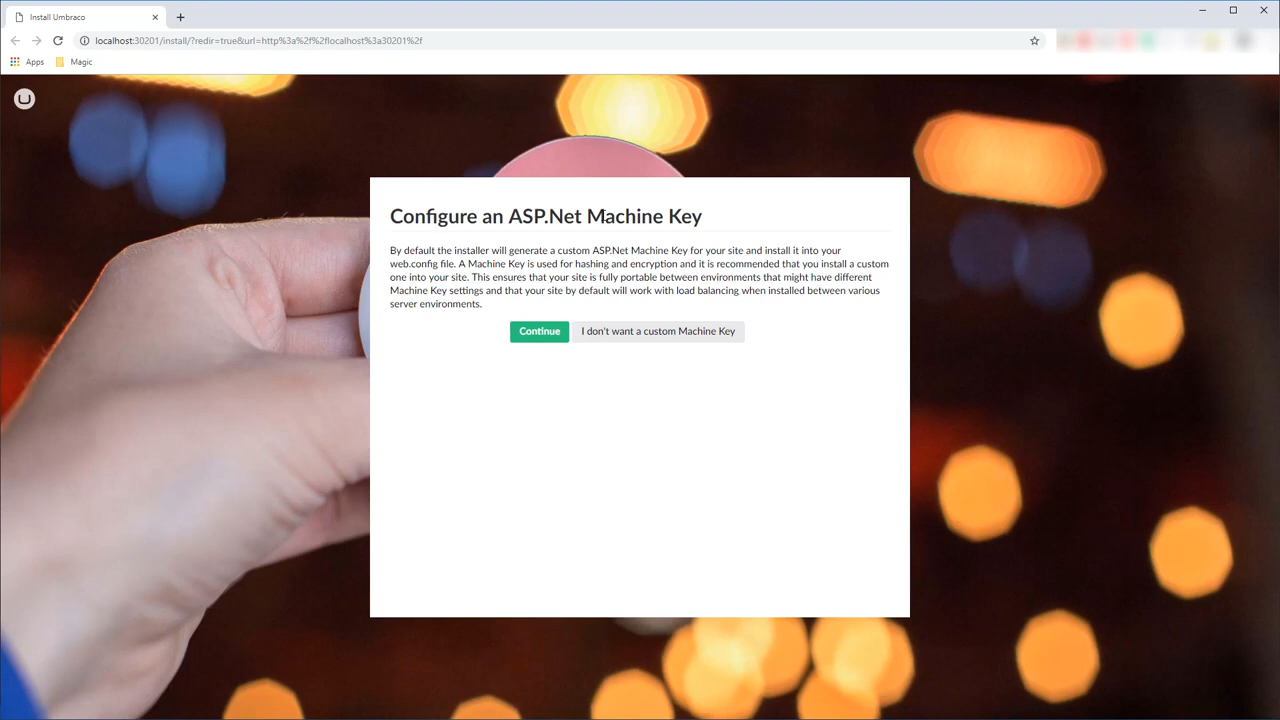 Install Umbraco
localhost:30201/install/?redir=true&url=http%3a%2f%2flocalhost%3a30201%2f
Apps Magic
Configure an ASP.Net Machine Key
By default the installer will generate a custom ASP.Net Machine Key for your site and install it into your
web.config file. A Machine Key is used for hashing and encryption and it is recommended that you install a custom
one into your site. This ensures that your site is fully portable between environments that might have different
Machine Key settings and that your site by default will work with load balancing when installed between various
server environments.
Continue I don't want a custom Machine Key